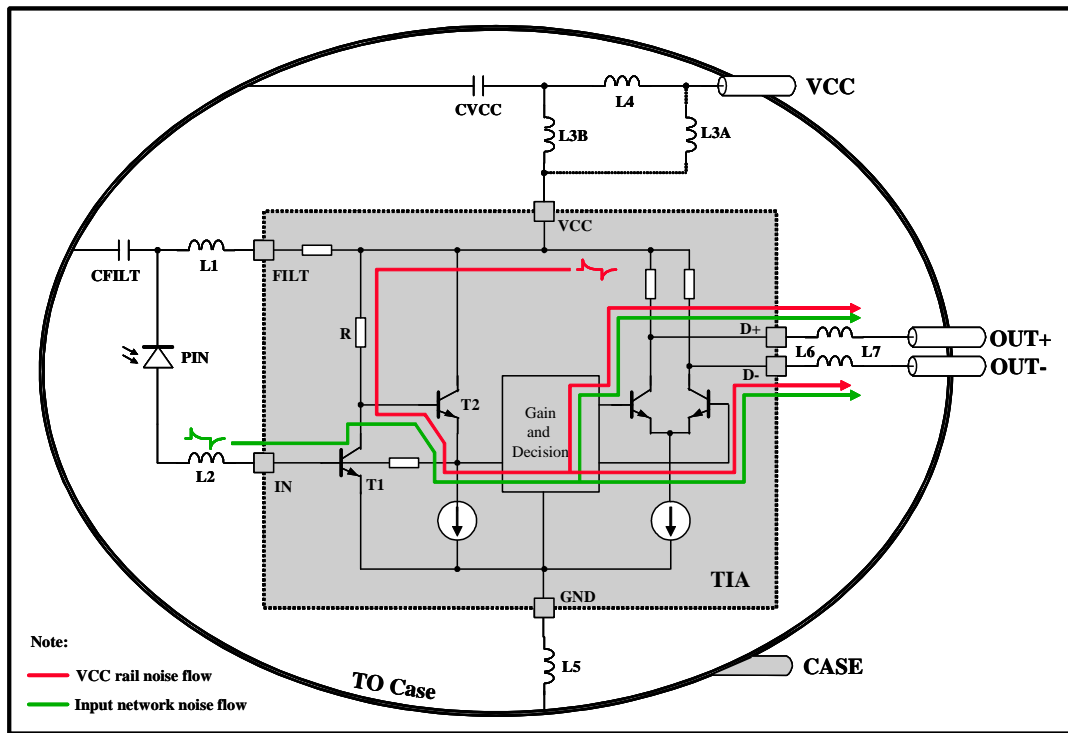 VCC
CVCC
L4
L3B
L3A
VCC
CFILT
L1
FILT
R
PIN
T2
D+
L6
L7
OUT+
D-
OUT-
Gain
and
Decision
L2
IN
T1
TIA
GND
Note:
VCC rail noise flow
Input network noise flow
L5
TO Case
CASE